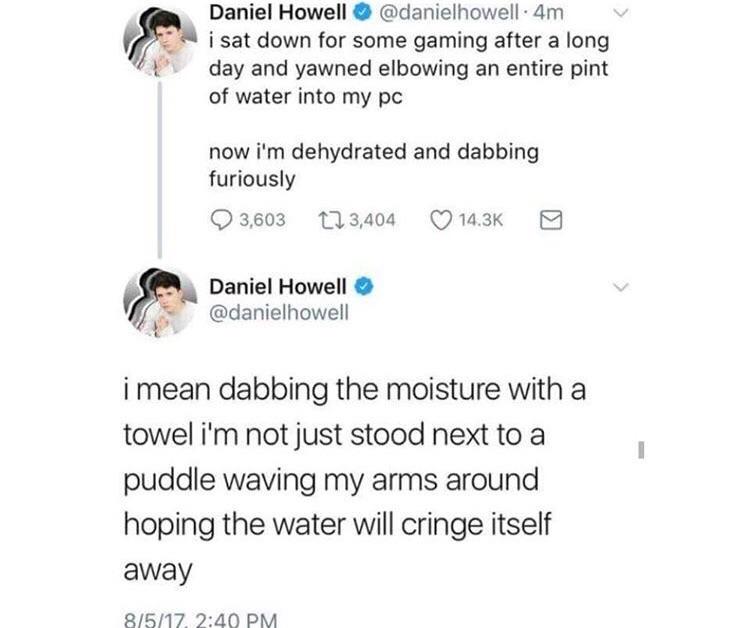 Daniel Howell @danielhowell · 4m
i sat down for some gaming after a long
day and yawned elbowing an entire pint
of water into my pc
now i'm dehydrated and dabbing
furiously
3,603 3,404 14.3K
Daniel Howell
@danielhowell
i mean dabbing the moisture with a
towel i'm not just stood next to a
puddle waving my arms around
hoping the water will cringe itself
away
8/5/17, 2:40 PM